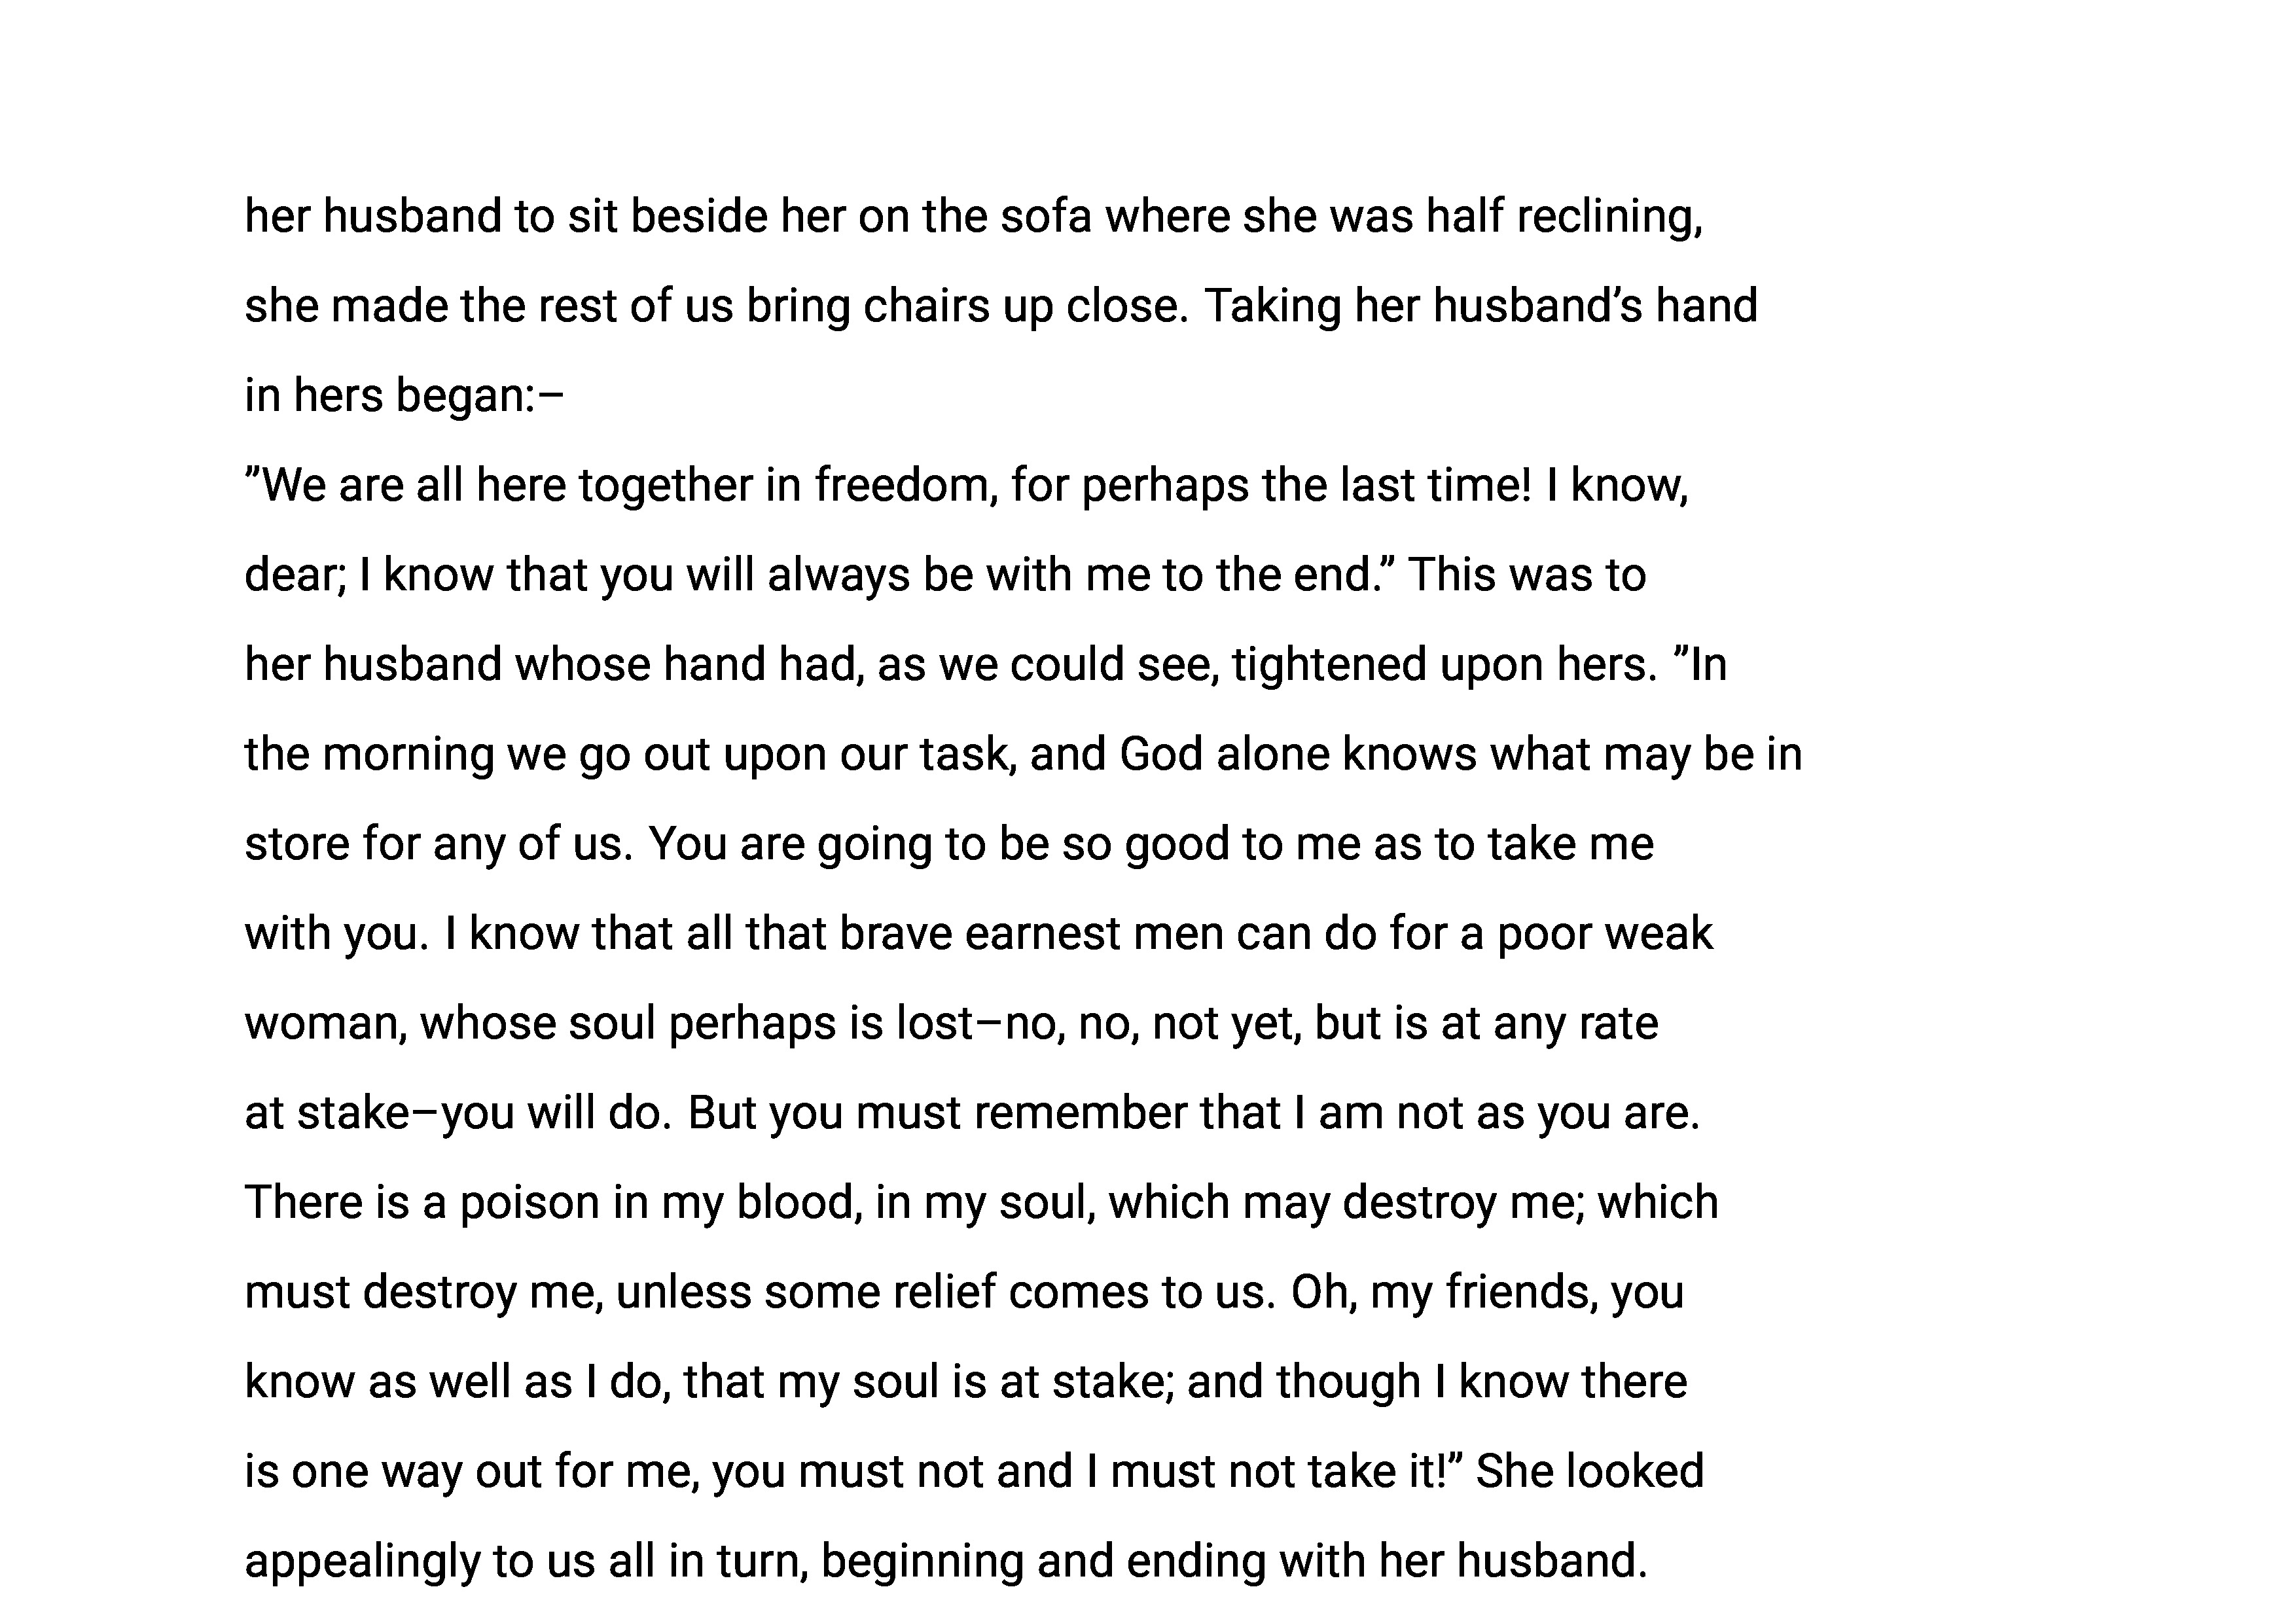 her husband to sit beside her on the sofa where she was half reclining,
she made the rest of us bring chairs up close. Taking her husband’s hand
in hers began:–
”We are all here together in freedom, for perhaps the last time! I know,
dear; I know that you will always be with me to the end.” This was to
her husband whose hand had, as we could see, tightened upon hers. ”In
the morning we go out upon our task, and God alone knows what may be in
store for any of us. You are going to be so good to me as to take me
with you. I know that all that brave earnest men can do for a poor weak
woman, whose soul perhaps is lost–no, no, not yet, but is at any rate
at stake–you will do. But you must remember that I am not as you are.
There is a poison in my blood, in my soul, which may destroy me; which
must destroy me, unless some relief comes to us. Oh, my friends, you
know as well as I do, that my soul is at stake; and though I know there
is one way out for me, you must not and I must not take it!” She looked
appealingly to us all in turn, beginning and ending with her husband.